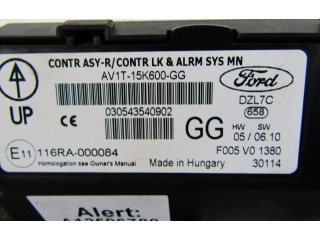 CONTR ASY-R/CONTR LK & ALRM SYS MN
AV1T-15K600-GG
Ford
DZL7C
658
UP
030543540902
CE
GG
HW SW
05 / 06.10
E11 116RA-000084
F005 V0 1380
Homologation see Owner's Manual
Made in Hungary
30114
Alert: